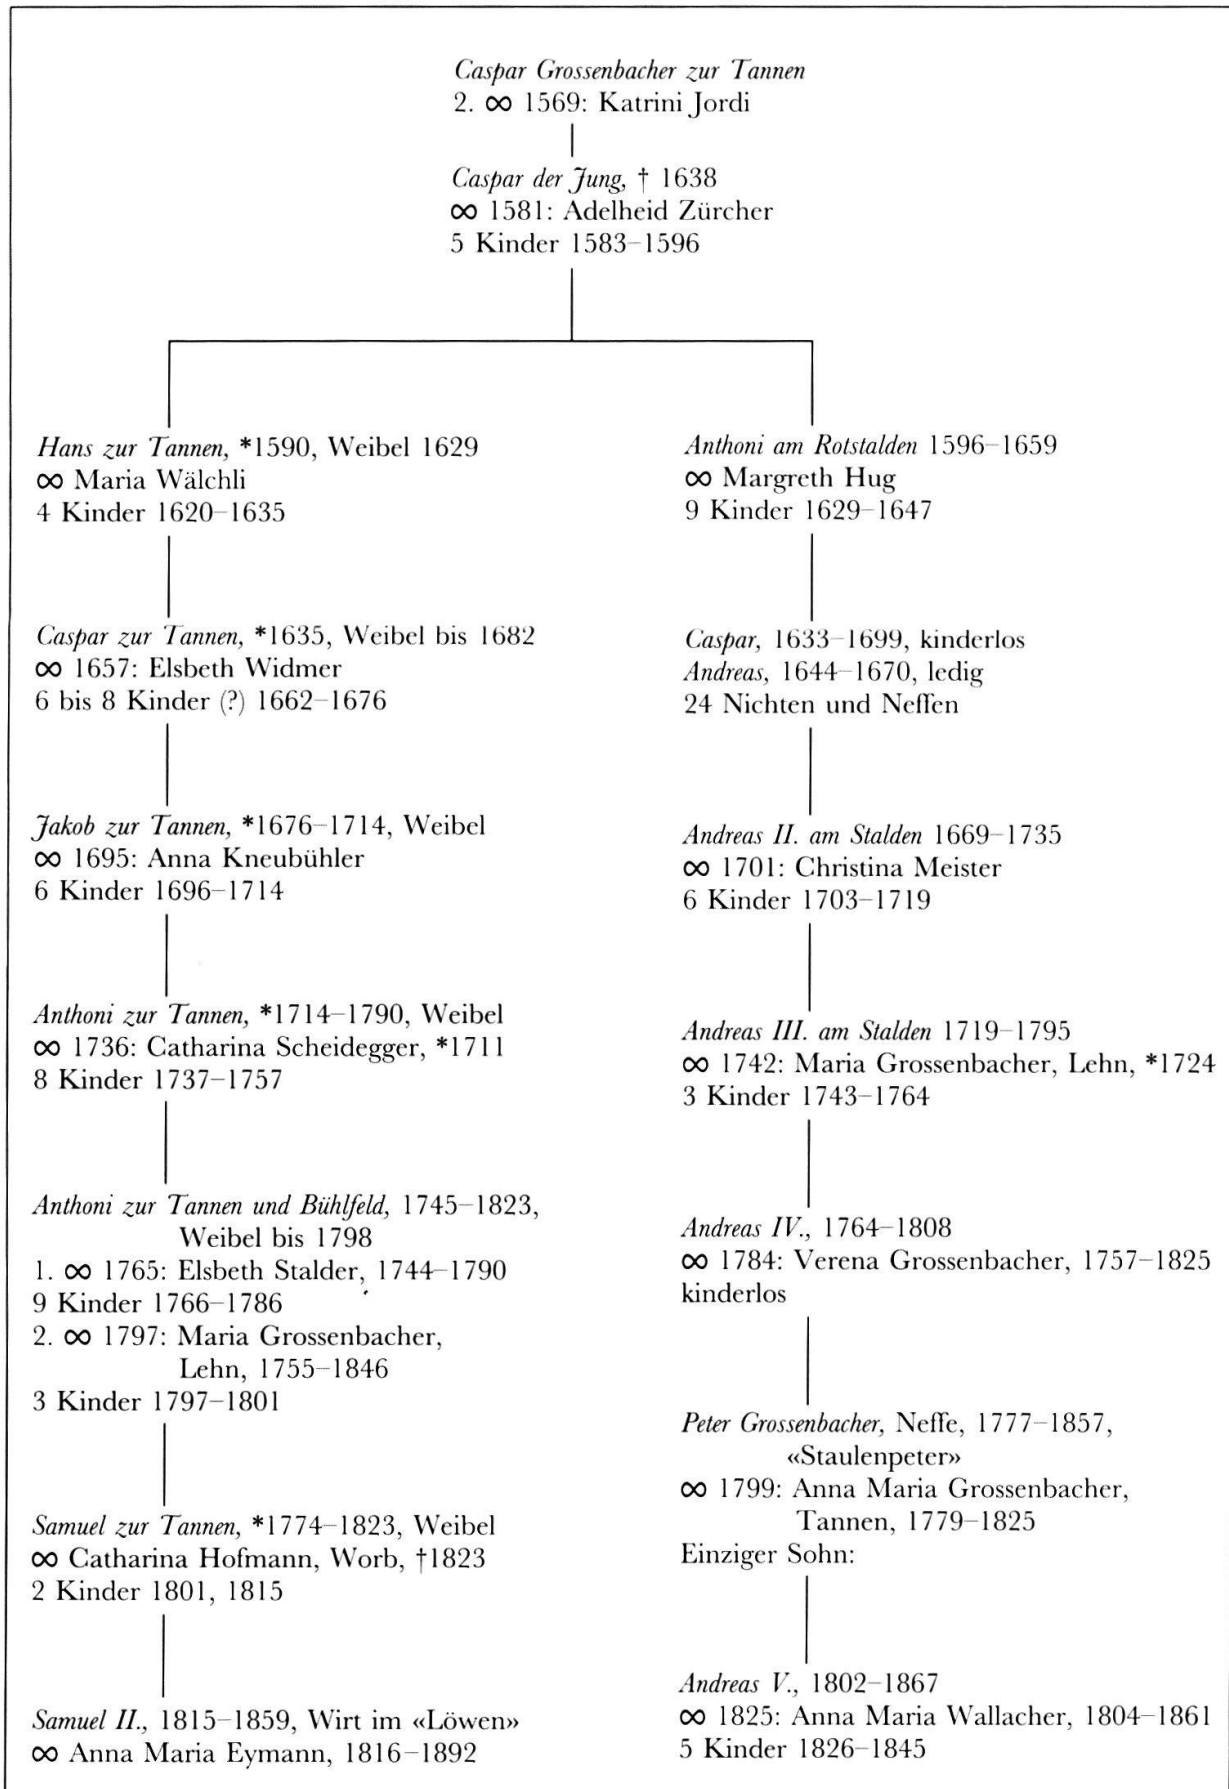 Caspar Grossenbacher zur Tannen
2. ⚭ 1569: Katrini Jordi
Caspar der Jung, † 1638
⚭ 1581: Adelheid Zürcher
5 Kinder 1583–1596
Hans zur Tannen, *1590, Weibel 1629
⚭ Maria Wälchli
4 Kinder 1620–1635
Caspar zur Tannen, *1635, Weibel bis 1682
⚭ 1657: Elsbeth Widmer
6 bis 8 Kinder (?) 1662–1676
Jakob zur Tannen, *1676–1714, Weibel
⚭ 1695: Anna Kneubühler
6 Kinder 1696–1714
Anthoni zur Tannen, *1714–1790, Weibel
⚭ 1736: Catharina Scheidegger, *1711
8 Kinder 1737–1757
Anthoni zur Tannen und Bühlfeld, 1745–1823,
Weibel bis 1798
1. ⚭ 1765: Elsbeth Stalder, 1744–1790
9 Kinder 1766–1786
2. ⚭ 1797: Maria Grossenbacher,
Lehn, 1755–1846
3 Kinder 1797–1801
Samuel zur Tannen, *1774–1823, Weibel
⚭ Catharina Hofmann, Worb, †1823
2 Kinder 1801, 1815
Samuel II., 1815–1859, Wirt im «Löwen»
⚭ Anna Maria Eymann, 1816–1892
Anthoni am Rotstalden 1596–1659
⚭ Margreth Hug
9 Kinder 1629–1647
Caspar, 1633–1699, kinderlos
Andreas, 1644–1670, ledig
24 Nichten und Neffen
Andreas II. am Stalden 1669–1735
⚭ 1701: Christina Meister
6 Kinder 1703–1719
Andreas III. am Stalden 1719–1795
⚭ 1742: Maria Grossenbacher, Lehn, *1724
3 Kinder 1743–1764
Andreas IV., 1764–1808
⚭ 1784: Verena Grossenbacher, 1757–1825
kinderlos
Peter Grossenbacher, Neffe, 1777–1857,
«Staulenpeter»
⚭ 1799: Anna Maria Grossenbacher,
Tannen, 1779–1825
Einziger Sohn:
Andreas V., 1802–1867
⚭ 1825: Anna Maria Wallacher, 1804–1861
5 Kinder 1826–1845